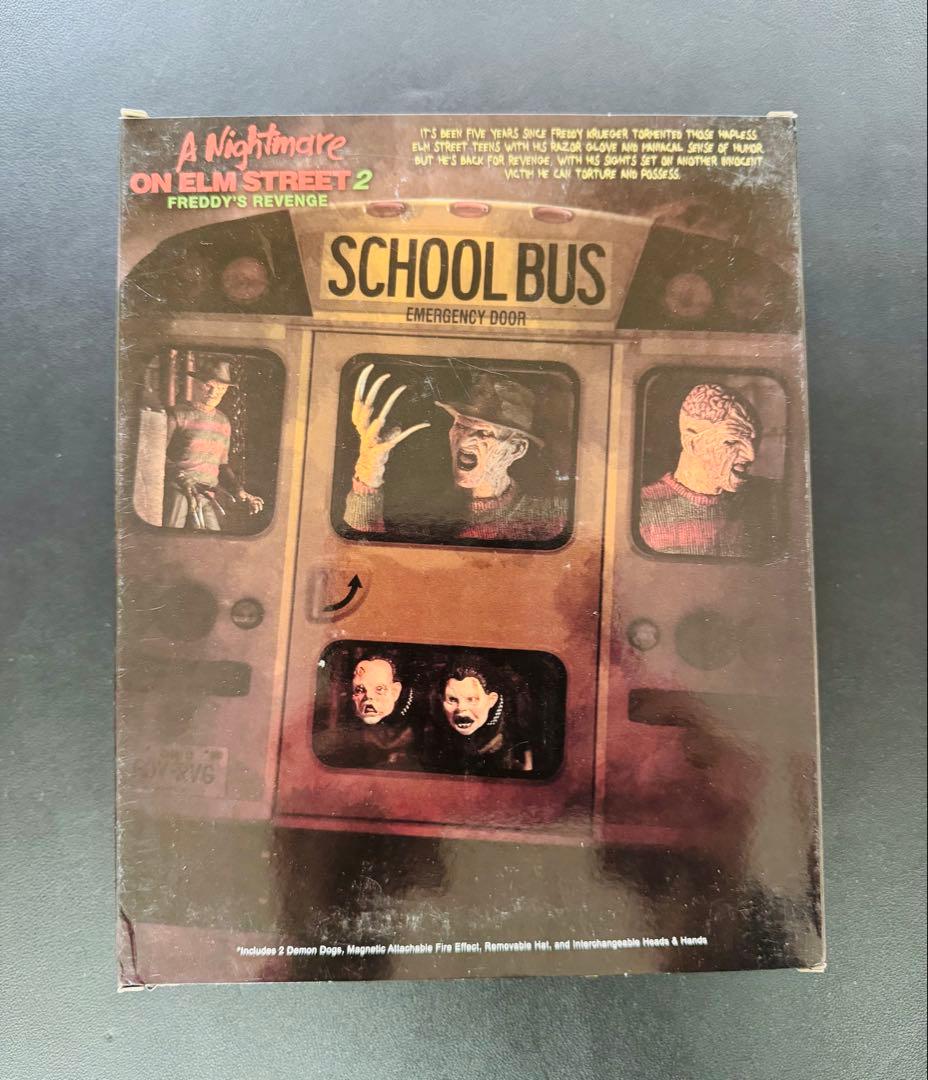 A Nightmare
ON ELM STREET 2
FREDDY'S REVENGE
IT'S BEEN FIVE YEARS SINCE FREDDY KRUEGER TORMENTED THOSE HAPLESS
ELM STREET TEENS WITH HIS RAZOR GLOVE AND MANIACAL SENSE OF HUMOR.
BUT HE'S BACK FOR REVENGE, WITH HIS SIGHTS SET ON ANOTHER INNOCENT
VICTIM HE CAN TORTURE AND POSSESS.
SCHOOL BUS
EMERGENCY DOOR
*Includes 2 Demon Dogs, Magnetic Attachable Fire Effect, Removable Hat, and Interchangeable Heads & Hands